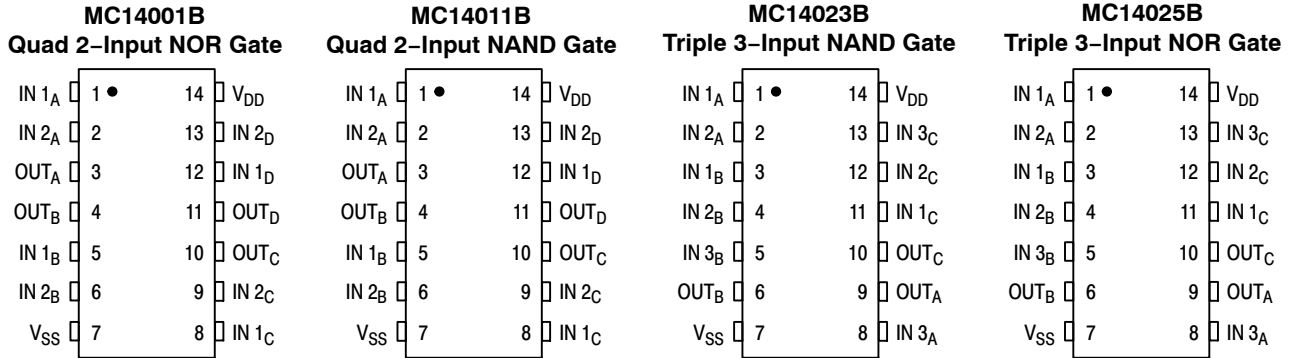 MC14001B
Quad 2−Input NOR Gate
IN 1A 1 14 VDD
IN 2A 2 13 IN 2D
OUTA 3 12 IN 1D
OUTB 4 11 OUTD
IN 1B 5 10 OUTC
IN 2B 6 9 IN 2C
VSS 7 8 IN 1C
MC14011B
Quad 2−Input NAND Gate
IN 1A 1 14 VDD
IN 2A 2 13 IN 2D
OUTA 3 12 IN 1D
OUTB 4 11 OUTD
IN 1B 5 10 OUTC
IN 2B 6 9 IN 2C
VSS 7 8 IN 1C
MC14023B
Triple 3−Input NAND Gate
IN 1A 1 14 VDD
IN 2A 2 13 IN 3C
IN 1B 3 12 IN 2C
IN 2B 4 11 IN 1C
IN 3B 5 10 OUTC
OUTB 6 9 OUTA
VSS 7 8 IN 3A
MC14025B
Triple 3−Input NOR Gate
IN 1A 1 14 VDD
IN 2A 2 13 IN 3C
IN 1B 3 12 IN 2C
IN 2B 4 11 IN 1C
IN 3B 5 10 OUTC
OUTB 6 9 OUTA
VSS 7 8 IN 3A